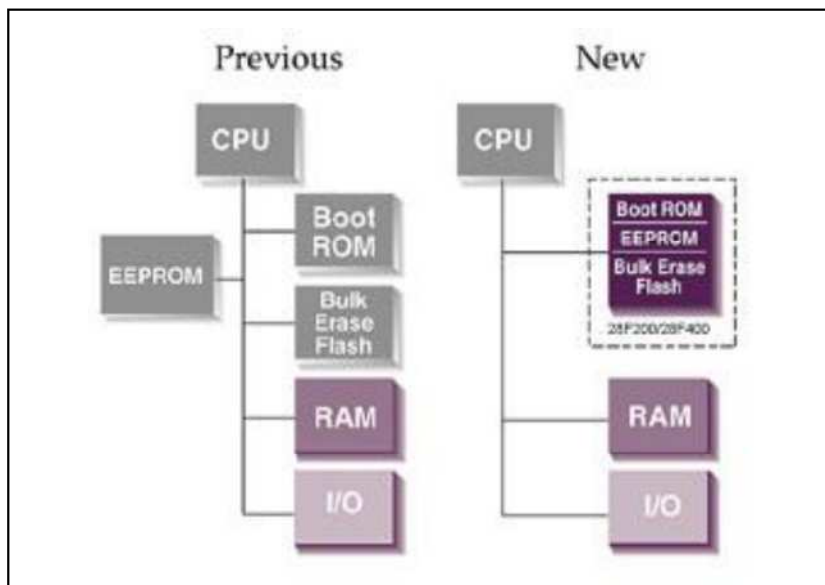 Previous
New
CPU
EEPROM
Boot
ROM
Bulk
Erase
Flash
RAM
I/O
CPU
Boot ROM
EEPROM
Bulk Erase
Flash
28F200/28F400
RAM
I/O